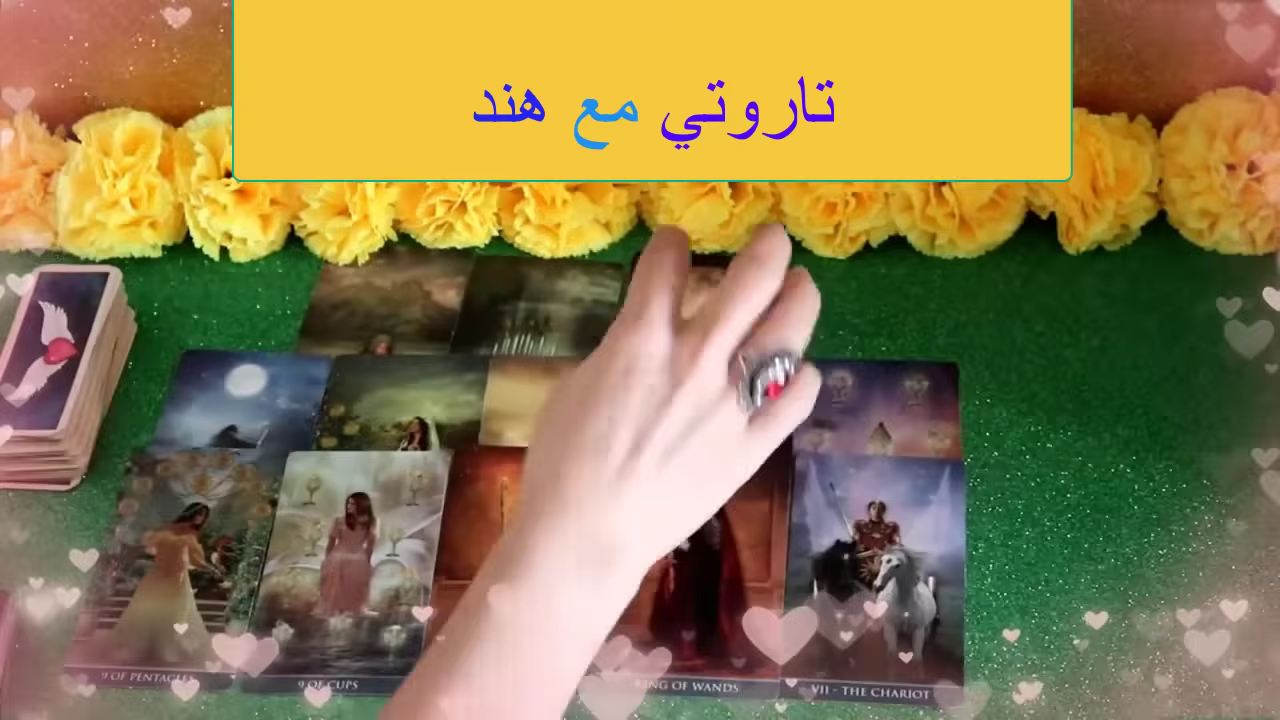 تاروتي مع هند
9 OF PENTACLES
9 OF CUPS
KING OF WANDS
VII - THE CHARIOT